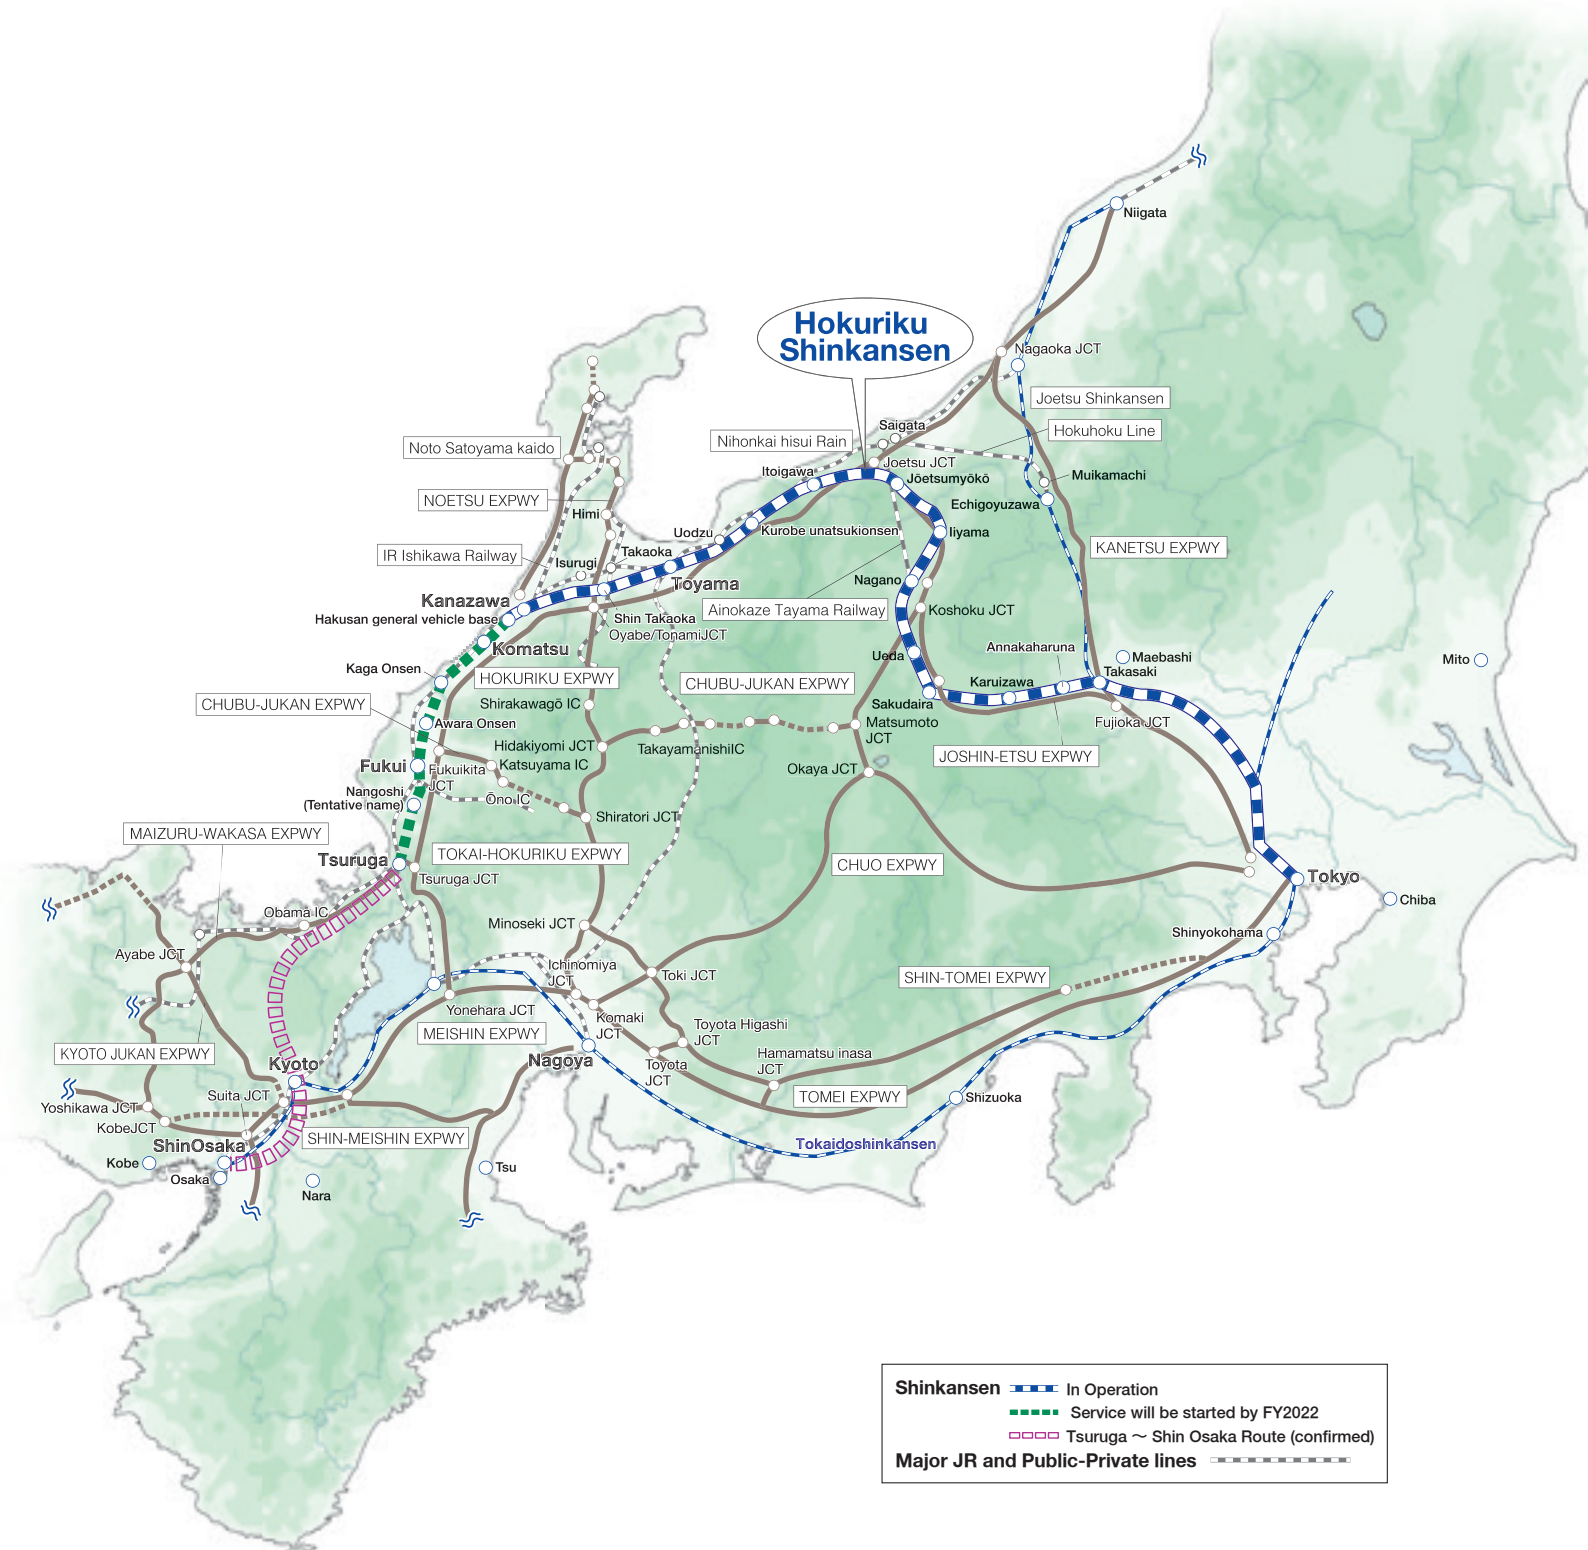 Niigata
Hokuriku
Shinkansen
Nagaoka JCT
Joetsu Shinkansen
Hokuhoku Line
Saigata
Nihonkai hisui Rain
Noto Satoyama kaido
Joetsu JCT
Itoigawa
Jōetsumyōkō
Muikamachi
NOETSU EXPWY
Echigoyuzawa
Himi
Uodzu
Kurobe unatsukionsen
Iiyama
KANETSU EXPWY
IR Ishikawa Railway
Takaoka
Isurugi
Toyama
Nagano
Kanazawa
Ainokaze Tayama Railway
Koshoku JCT
Hakusan general vehicle base
Shin Takaoka
Oyabe/TonamiJCT
Komatsu
Annakaharuna
Ueda
Maebashi
Mito
Kaga Onsen
Takasaki
HOKURIKU EXPWY
CHUBU-JUKAN EXPWY
Karuizawa
CHUBU-JUKAN EXPWY
Shirakawagō IC
Sakudaira
Awara Onsen
Matsumoto
JCT
Fujioka JCT
Hidakiyomi JCT
TakayamanishiIC
JOSHIN-ETSU EXPWY
Fukui
Fukuikita
JCT
Katsuyama IC
Okaya JCT
Nangoshi
(Tentative name)
Ōno IC
Shiratori JCT
MAIZURU-WAKASA EXPWY
Tsuruga
TOKAI-HOKURIKU EXPWY
CHUO EXPWY
Tsuruga JCT
Tokyo
Chiba
Obama IC
Minoseki JCT
Shinyokohama
Ayabe JCT
Ichinomiya
JCT
Toki JCT
SHIN-TOMEI EXPWY
Yonehara JCT
Komaki
JCT
MEISHIN EXPWY
Toyota Higashi
JCT
KYOTO JUKAN EXPWY
Kyoto
Nagoya
Toyota
JCT
Hamamatsu inasa
JCT
Suita JCT
TOMEI EXPWY
Shizuoka
Yoshikawa JCT
KobeJCT
SHIN-MEISHIN EXPWY
ShinOsaka
Tokaidoshinkansen
Kobe
Tsu
Osaka
Nara
Shinkansen In Operation
Service will be started by FY2022
Tsuruga ～ Shin Osaka Route (confirmed)
Major JR and Public-Private lines